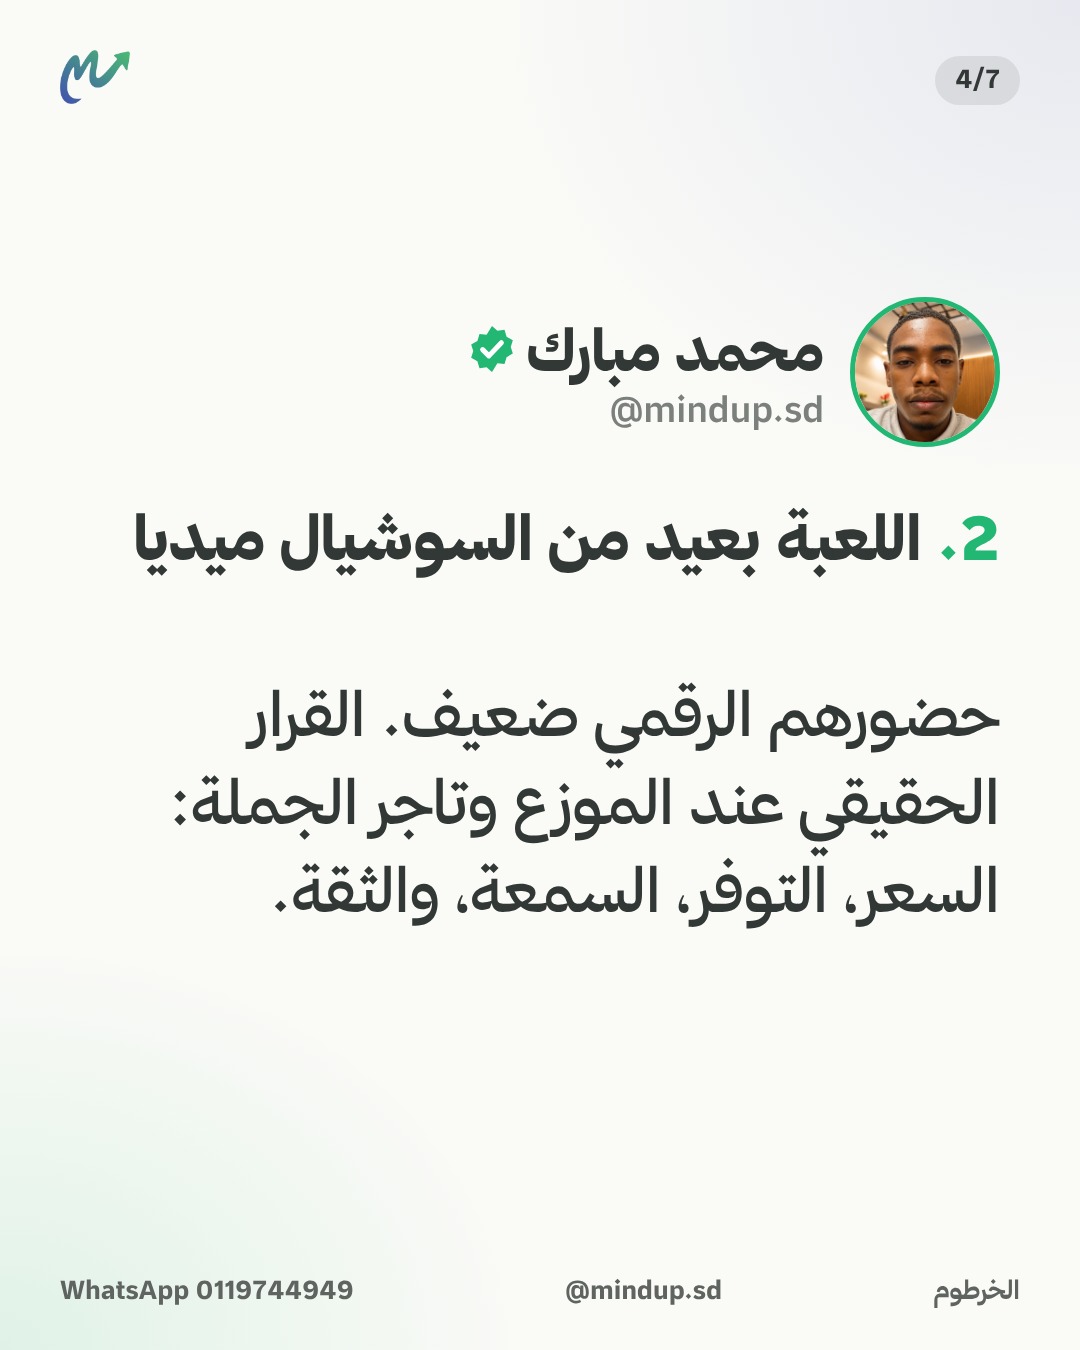 4/7
محمد مبارك
@mindup.sd
2. اللعبة بعيد من السوشيال ميديا
حضورهم الرقمي ضعيف. القرار
الحقيقي عند الموزع وتاجر الجملة:
السعر، التوفر، السمعة، والثقة.
WhatsApp 0119744949
@mindup.sd
الخرطوم